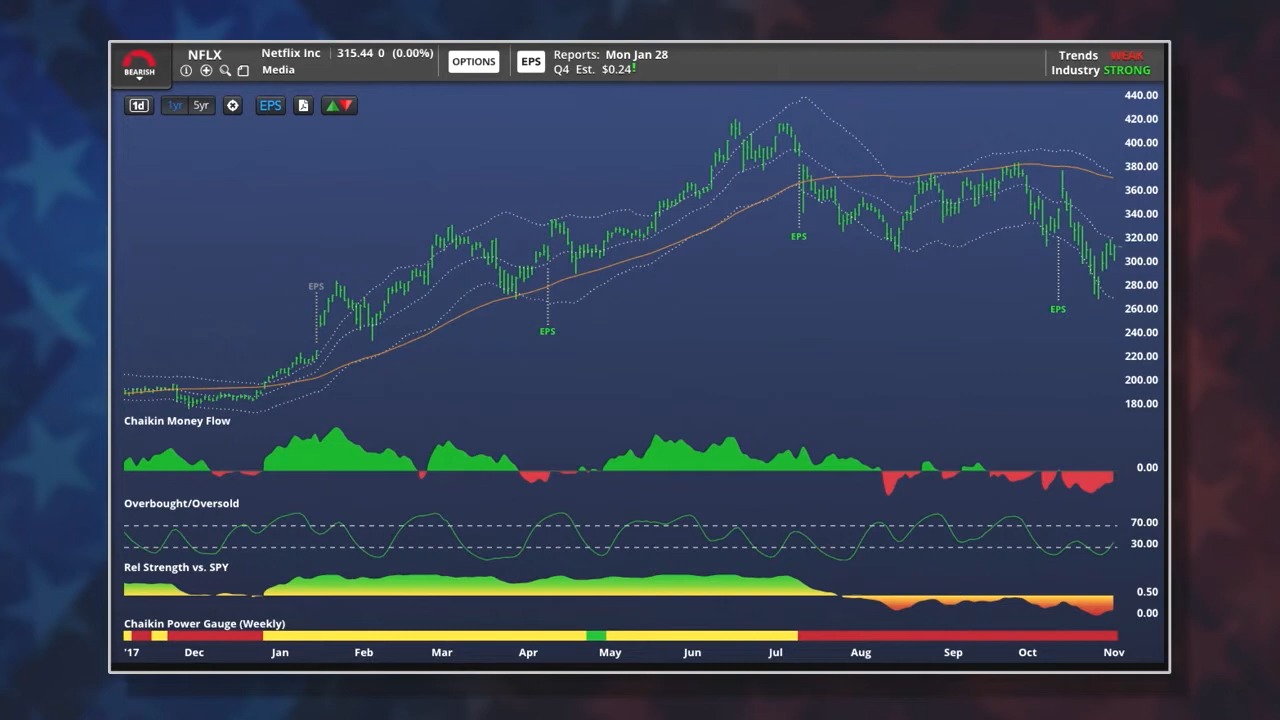 BEARISH
NFLX
Netflix Inc 315.44 0 (0.00%)
Media
OPTIONS
EPS
Reports: Mon Jan 28
Q4 Est. $0.24!
Trends WEAK
Industry STRONG
1d 1yr 5yr EPS
440.00
420.00
400.00
380.00
360.00
340.00
320.00
300.00
280.00
260.00
240.00
220.00
200.00
180.00
EPS
EPS
EPS
EPS
Chaikin Money Flow
0.00
Overbought/Oversold
70.00
30.00
Rel Strength vs. SPY
0.50
0.00
Chaikin Power Gauge (Weekly)
'17 Dec Jan Feb Mar Apr May Jun Jul Aug Sep Oct Nov